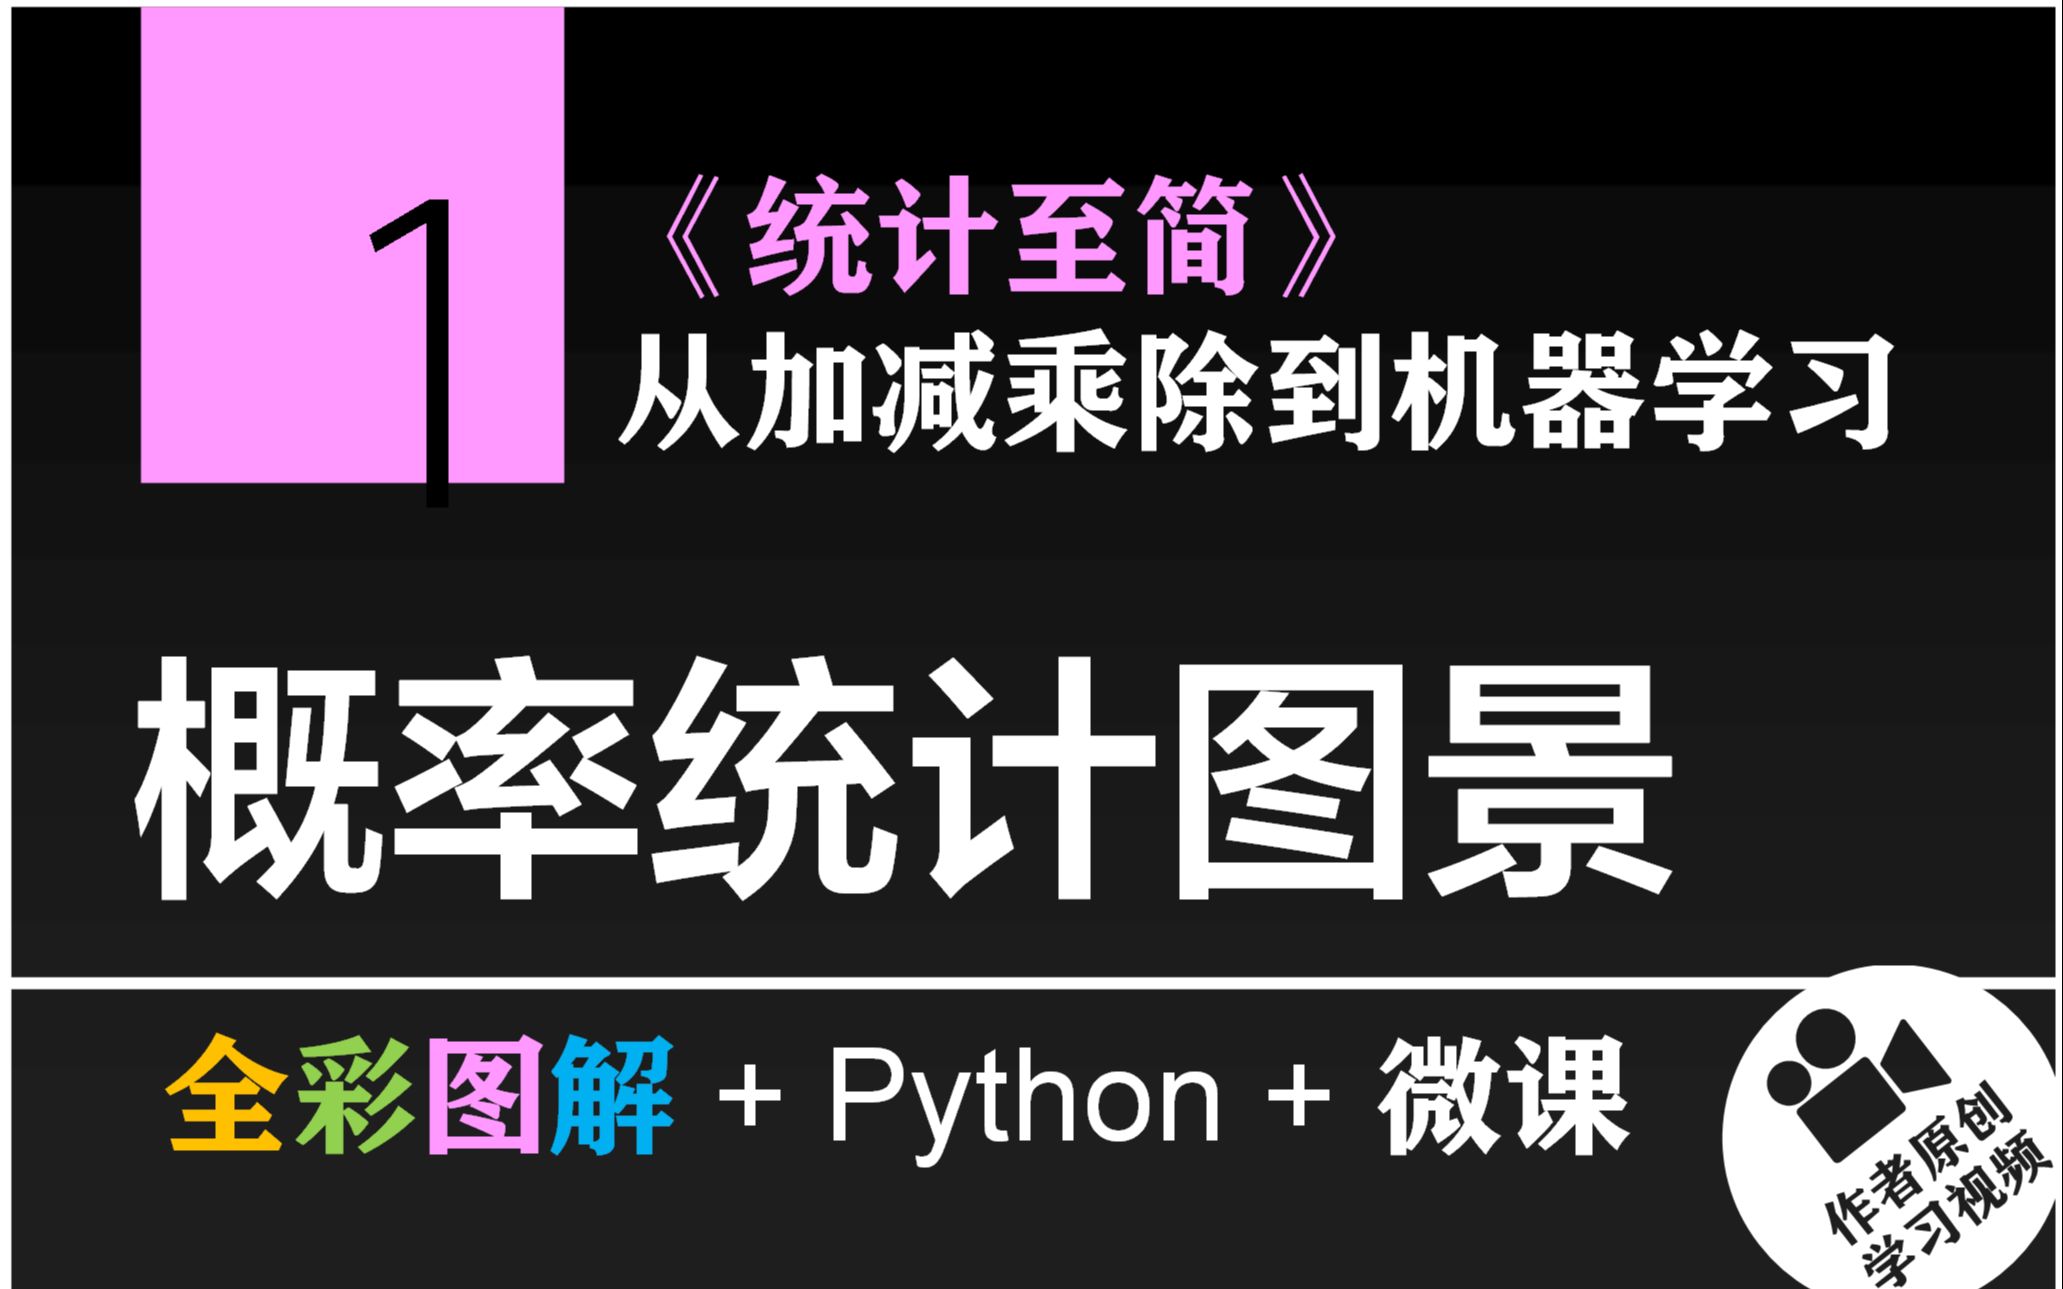 1
《统计至简》
从加减乘除到机器学习
概率统计图景
全彩图解 + Python + 微课
作者原创
学习视频